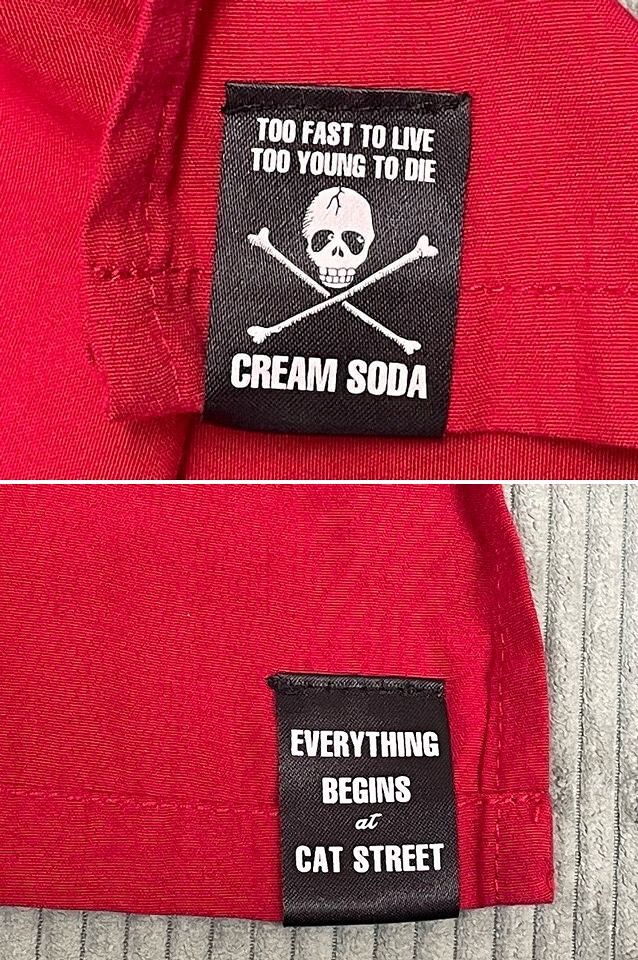 TOO FAST TO LIVE
TOO YOUNG TO DIE
CREAM SODA
EVERYTHING
BEGINS
at
CAT STREET